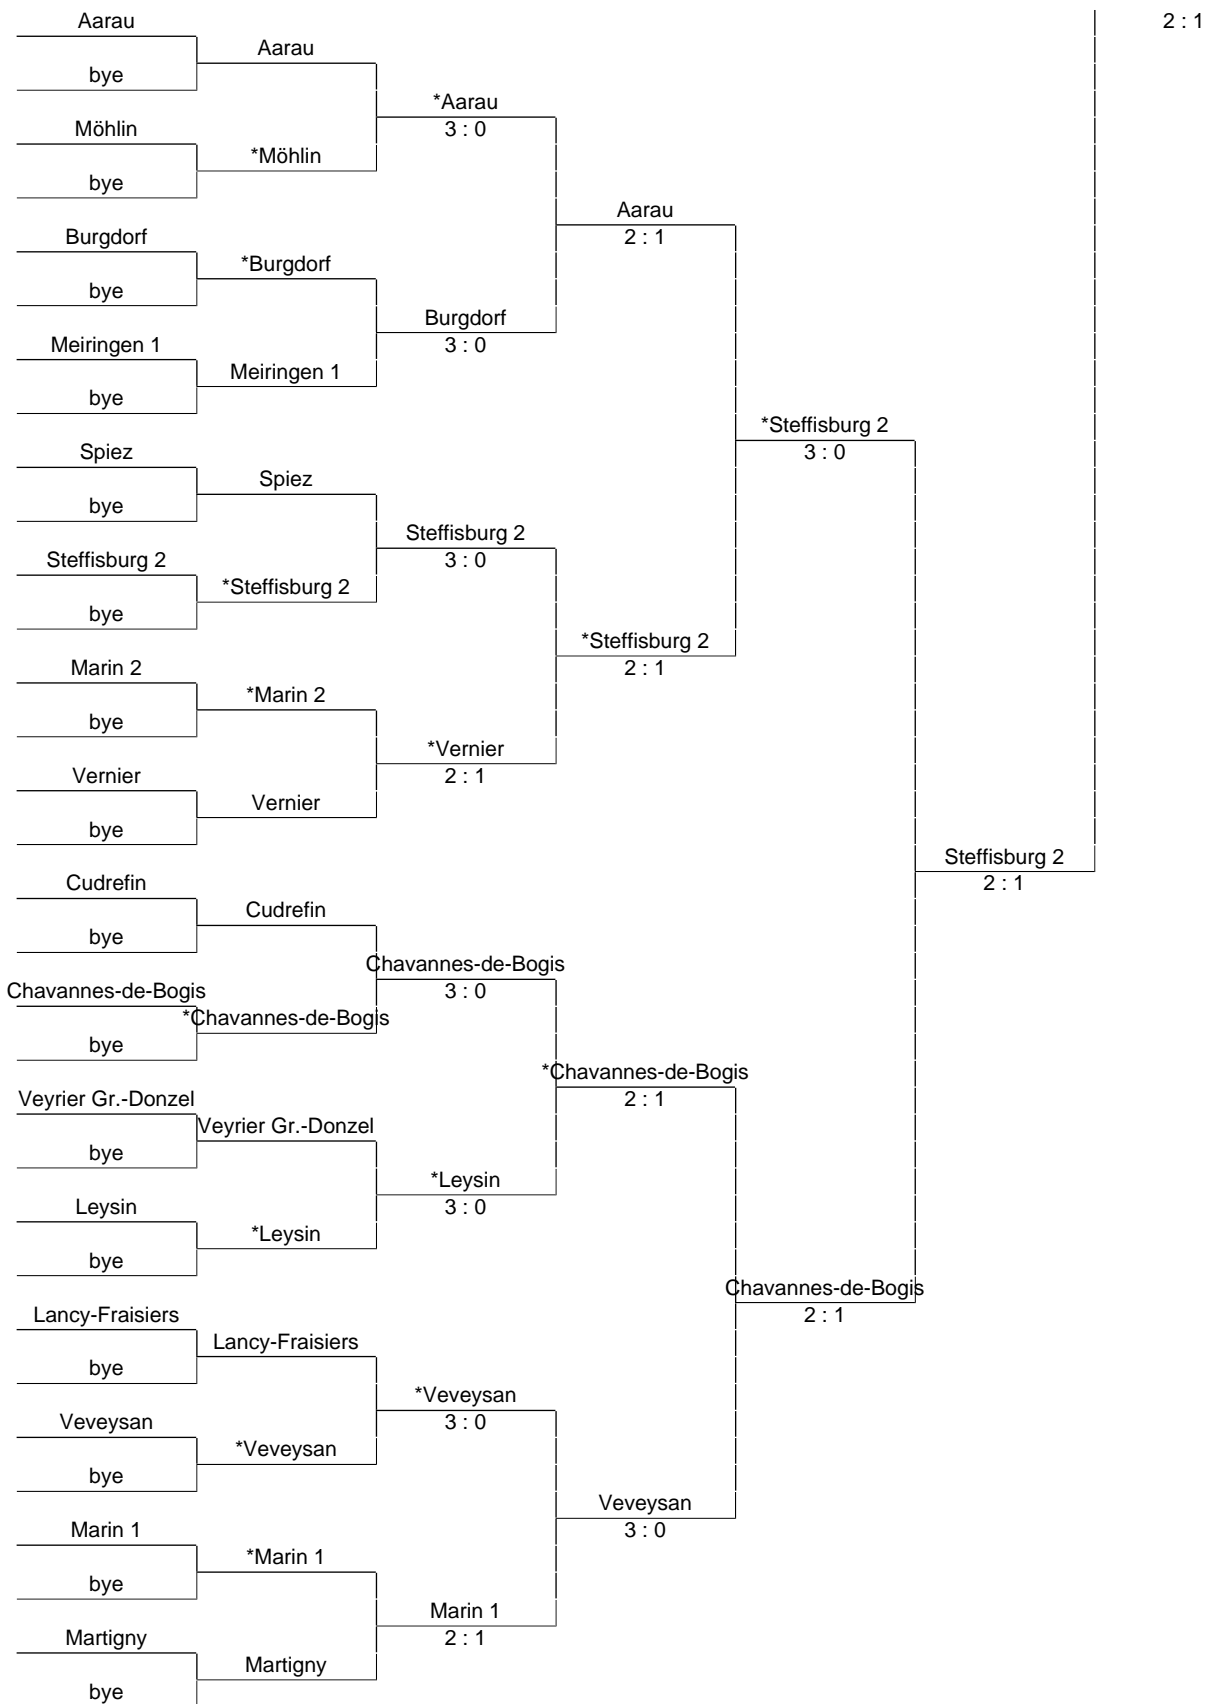 Aarau
2 : 1
Aarau
bye
*Aarau
3 : 0
Möhlin
*Möhlin
bye
Aarau
2 : 1
Burgdorf
*Burgdorf
bye
Burgdorf
3 : 0
Meiringen 1
Meiringen 1
bye
*Steffisburg 2
3 : 0
Spiez
Spiez
bye
Steffisburg 2
3 : 0
Steffisburg 2
*Steffisburg 2
bye
*Steffisburg 2
2 : 1
Marin 2
*Marin 2
bye
*Vernier
2 : 1
Vernier
Vernier
bye
Steffisburg 2
2 : 1
Cudrefin
Cudrefin
bye
Chavannes-de-Bogis
3 : 0
Chavannes-de-Bogis
*Chavannes-de-Bogis
bye
*Chavannes-de-Bogis
2 : 1
Veyrier Gr.-Donzel
Veyrier Gr.-Donzel
bye
*Leysin
3 : 0
Leysin
*Leysin
bye
Chavannes-de-Bogis
2 : 1
Lancy-Fraisiers
Lancy-Fraisiers
bye
*Veveysan
3 : 0
Veveysan
*Veveysan
bye
Veveysan
3 : 0
Marin 1
*Marin 1
bye
Marin 1
2 : 1
Martigny
Martigny
bye